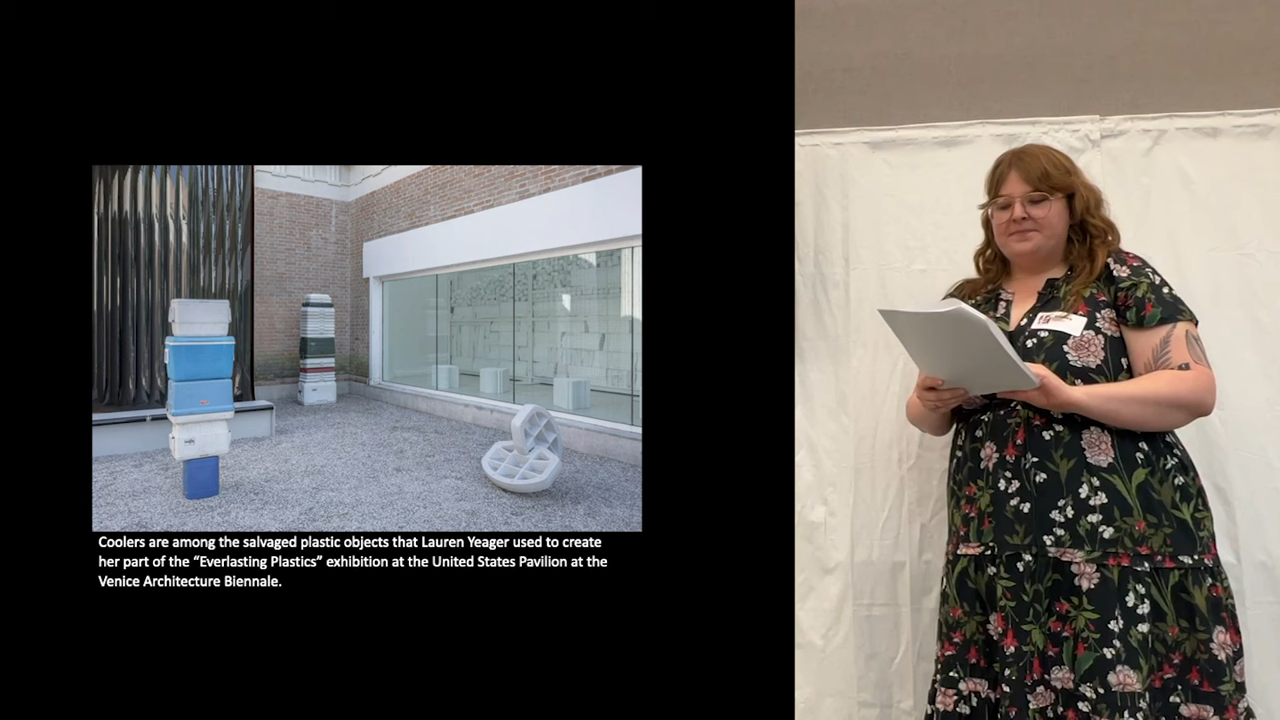 Coolers are among the salvaged plastic objects that Lauren Yeager used to create
her part of the “Everlasting Plastics” exhibition at the United States Pavilion at the
Venice Architecture Biennale.